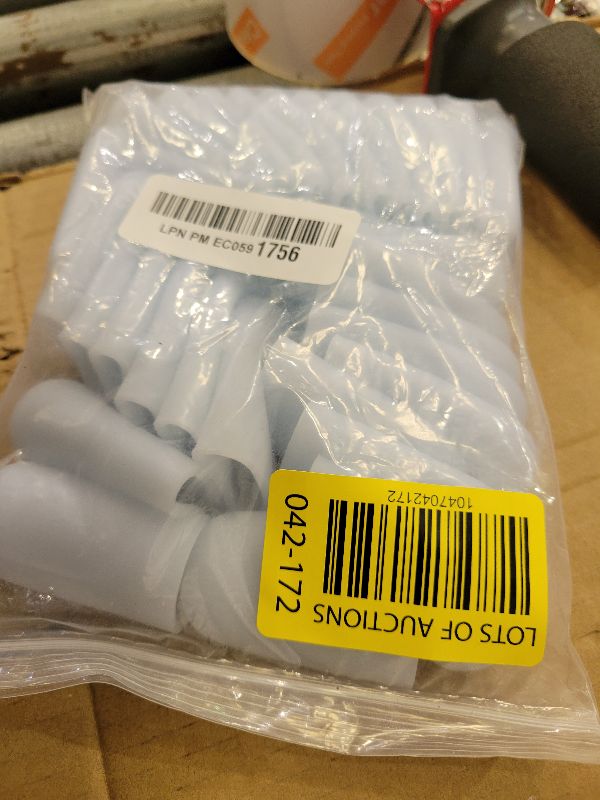 LPN PM EC059 1756
LOTS OF AUCTIONS
1047042172
042-172